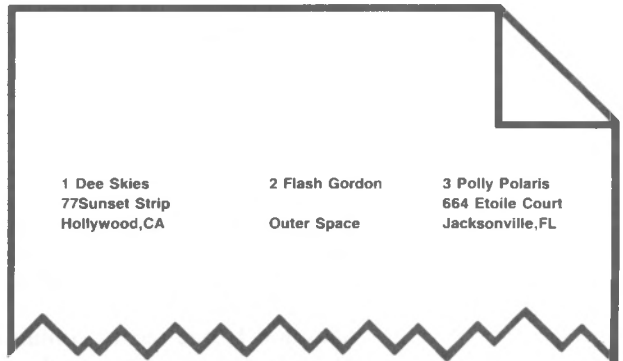 1 Dee Skies
77Sunset Strip
Hollywood,CA
2 Flash Gordon
Outer Space
3 Polly Polaris
664 Etoile Court
Jacksonville,FL